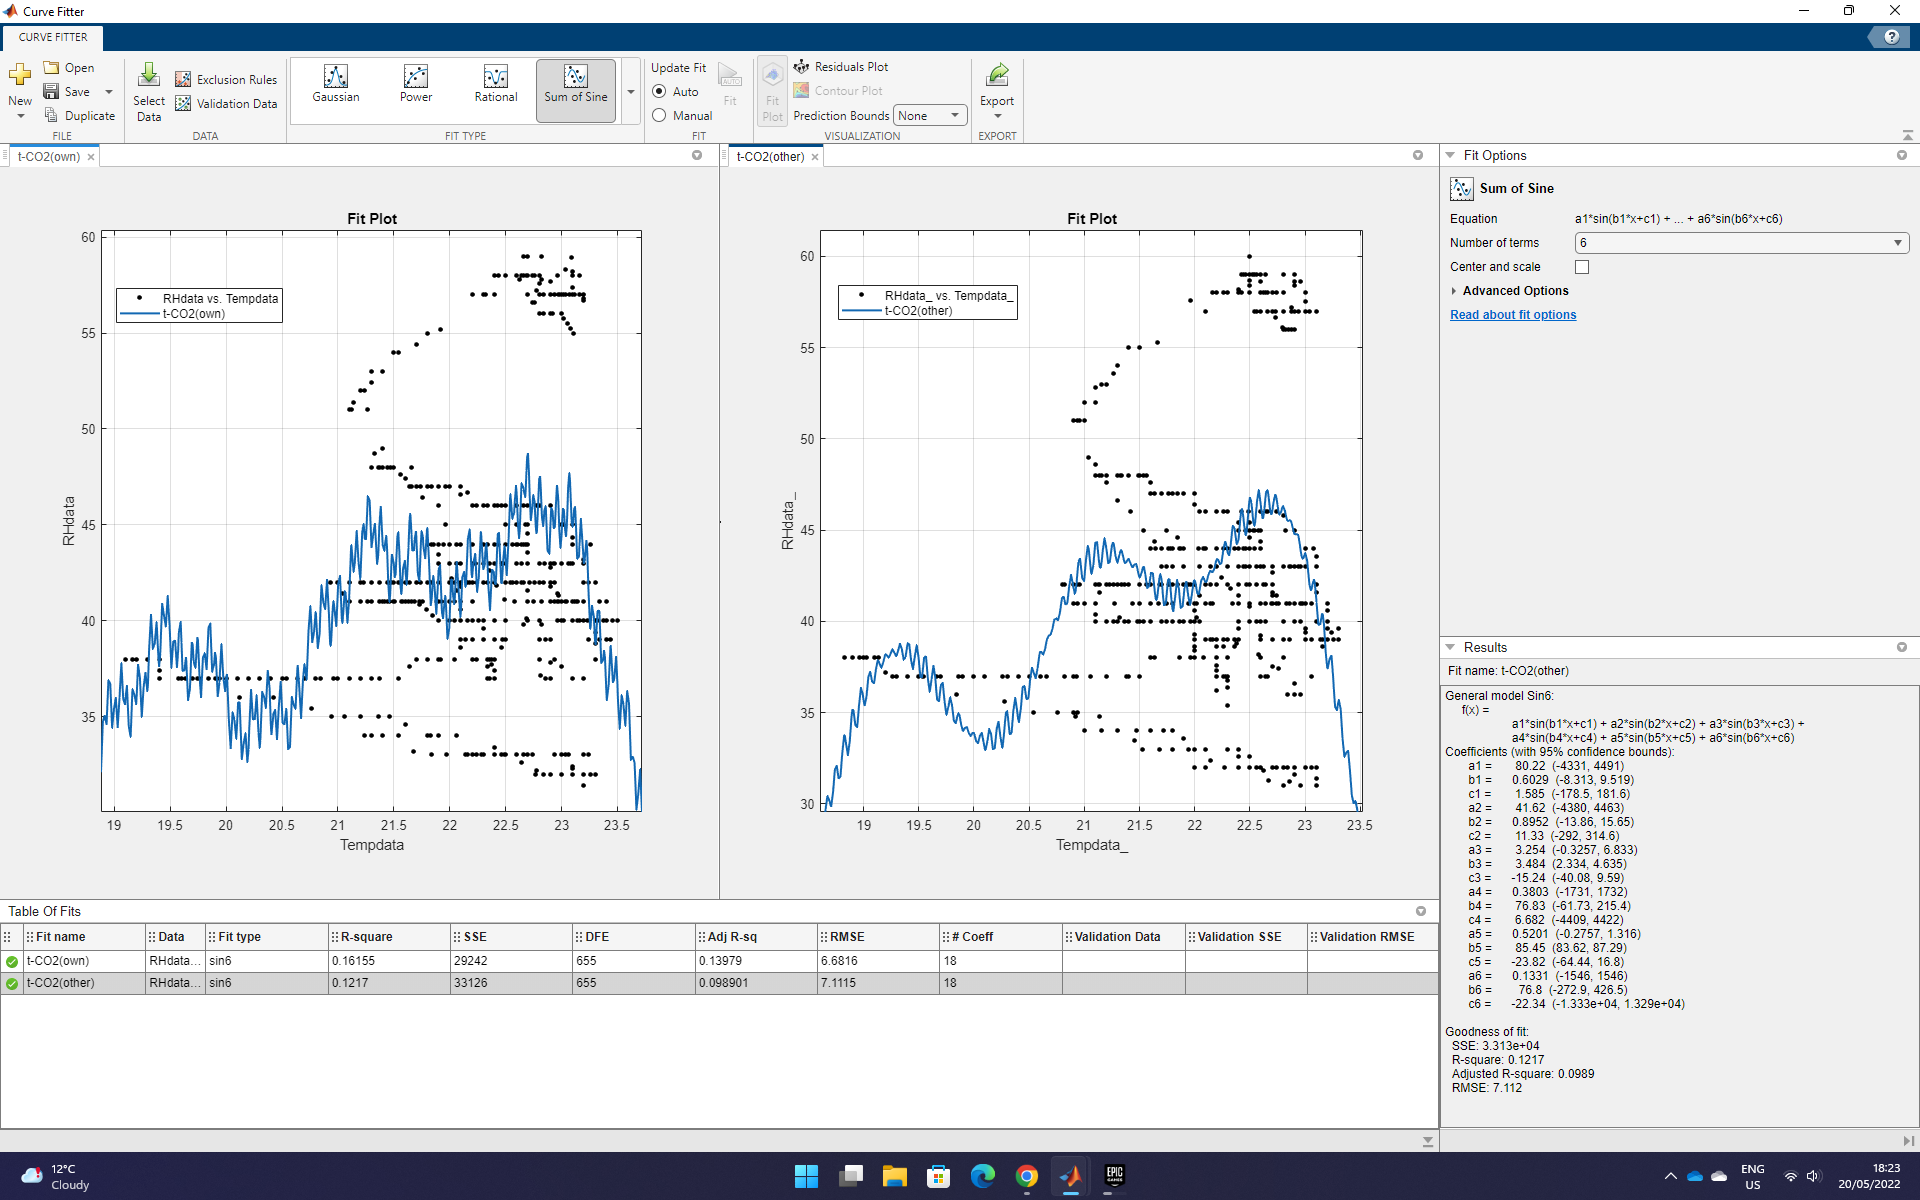 Curve Fitter
CURVE FITTER
New
Open
Save
Duplicate
FILE
Select
Data
Exclusion Rules
Validation Data
DATA
Gaussian
Power
Rational
Sum of Sine
FIT TYPE
Update Fit
Auto
Manual
AUTO
Fit
FIT
Fit
Plot
Residuals Plot
Contour Plot
Prediction Bounds None
VISUALIZATION
Export
EXPORT
t-CO2(own)
Fit Plot
RHdata vs. Tempdata
t-CO2(own)
60
55
50
45
40
35
RHdata
19 19.5 20 20.5 21 21.5 22 22.5 23 23.5
Tempdata
t-CO2(other)
Fit Plot
RHdata_ vs. Tempdata_
t-CO2(other)
60
55
50
45
40
35
30
RHdata_
19 19.5 20 20.5 21 21.5 22 22.5 23 23.5
Tempdata_
Fit Options
Sum of Sine
Equation a1*sin(b1*x+c1) + ... + a6*sin(b6*x+c6)
Number of terms 6
Center and scale
Advanced Options
Read about fit options
Results
Fit name: t-CO2(other)
General model Sin6:
f(x) =
a1*sin(b1*x+c1) + a2*sin(b2*x+c2) + a3*sin(b3*x+c3) +
a4*sin(b4*x+c4) + a5*sin(b5*x+c5) + a6*sin(b6*x+c6)
Coefficients (with 95% confidence bounds):
a1 = 80.22 (-4331, 4491)
b1 = 0.6029 (-8.313, 9.519)
c1 = 1.585 (-178.5, 181.6)
a2 = 41.62 (-4380, 4463)
b2 = 0.8952 (-13.86, 15.65)
c2 = 11.33 (-292, 314.6)
a3 = 3.254 (-0.3257, 6.833)
b3 = 3.484 (2.334, 4.635)
c3 = -15.24 (-40.08, 9.59)
a4 = 0.3803 (-1731, 1732)
b4 = 76.83 (-61.73, 215.4)
c4 = 6.682 (-4409, 4422)
a5 = 0.5201 (-0.2757, 1.316)
b5 = 85.45 (83.62, 87.29)
c5 = -23.82 (-64.44, 16.8)
a6 = 0.1331 (-1546, 1546)
b6 = 76.8 (-272.9, 426.5)
c6 = -22.34 (-1.333e+04, 1.329e+04)
Goodness of fit:
SSE: 3.313e+04
R-square: 0.1217
Adjusted R-square: 0.0989
RMSE: 7.112
Table Of Fits
Fit name Data Fit type R-square SSE DFE Adj R-sq RMSE # Coeff Validation Data Validation SSE Validation RMSE
t-CO2(own) RHdata... sin6 0.16155 29242 655 0.13979 6.6816 18
t-CO2(other) RHdata... sin6 0.1217 33126 655 0.098901 7.1115 18
12°C
Cloudy
EPIC
GAMES
ENG
US
18:23
20/05/2022